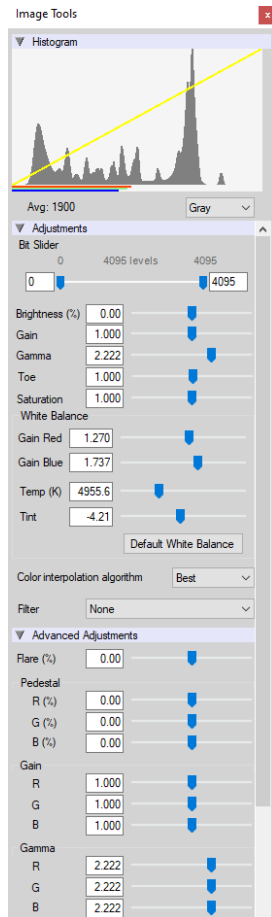 Image Tools
x
Histogram
Avg: 1900 Gray
Adjustments
Bit Slider
0 4095 levels 4095
0 4095
Brightness (%) 0.00
Gain 1.000
Gamma 2.222
Toe 1.000
Saturation 1.000
White Balance
Gain Red 1.270
Gain Blue 1.737
Temp (K) 4955.6
Tint -4.21
Default White Balance
Color interpolation algorithm Best
Filter None
Advanced Adjustments
Flare (%) 0.00
Pedestal
R (%) 0.00
G (%) 0.00
B (%) 0.00
Gain
R 1.000
G 1.000
B 1.000
Gamma
R 2.222
G 2.222
B 2.222